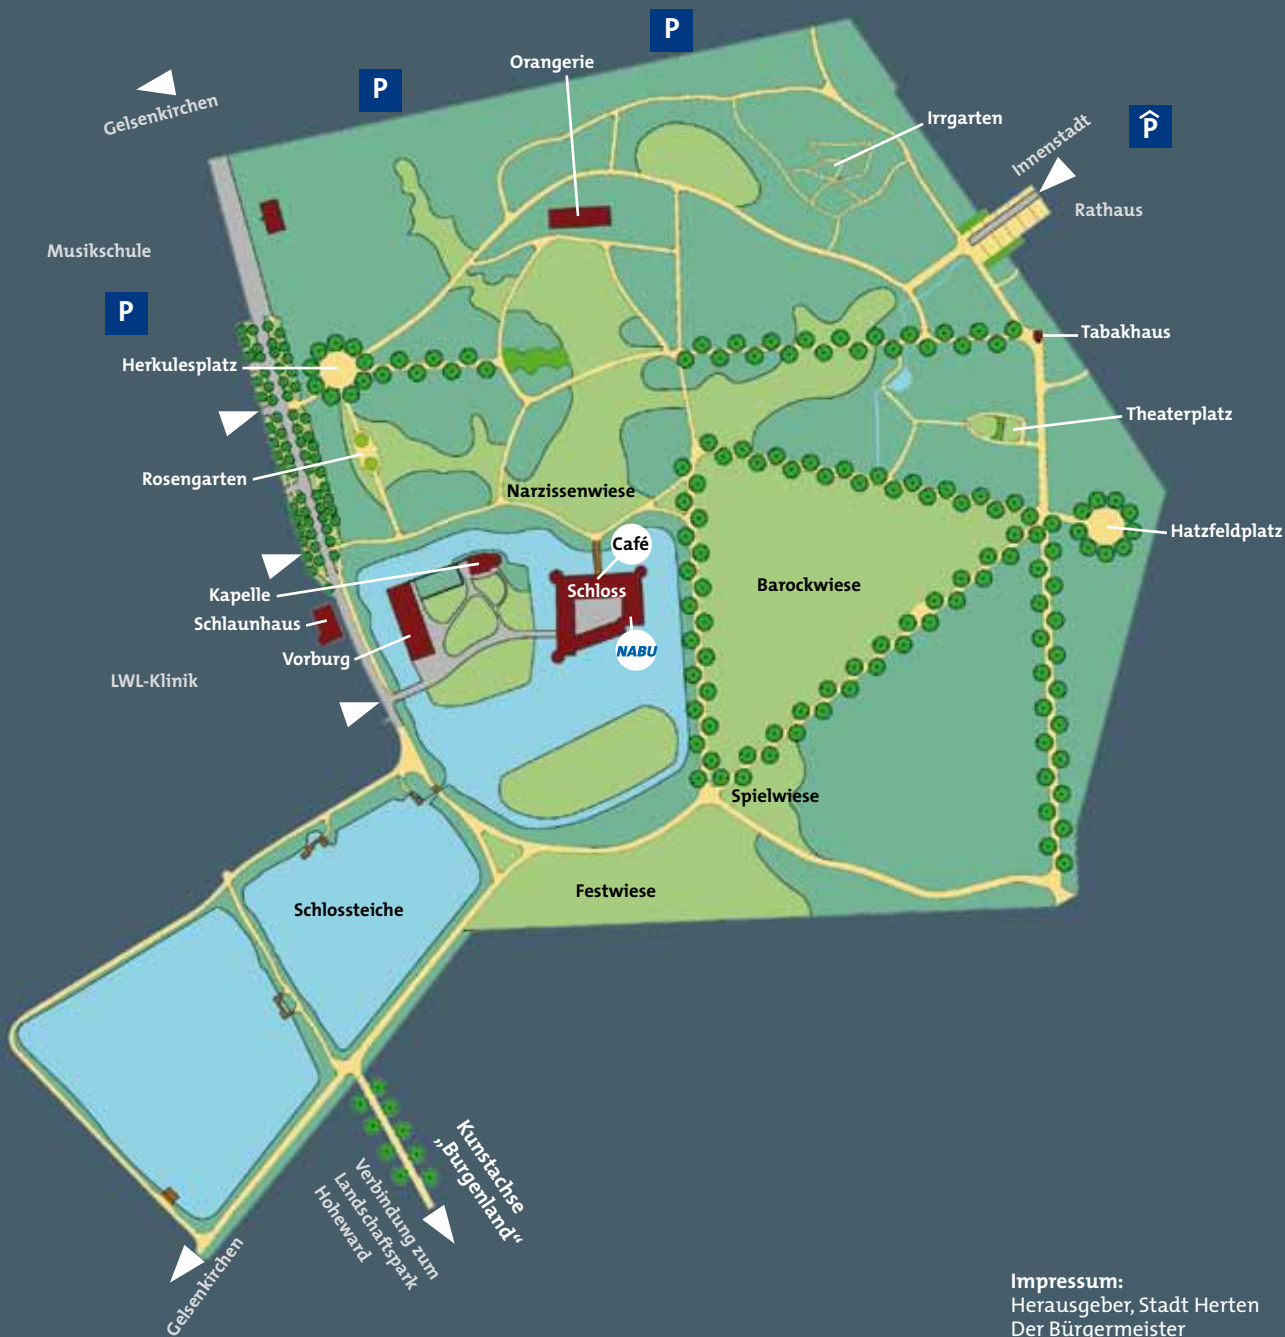 P
Orangerie
P
Gelsenkirchen
Irrgarten
P
Innenstadt
Rathaus
Musikschule
P
Tabakhaus
Herkulesplatz
Theaterplatz
Rosengarten
Narzissenwiese
Hatzfeldplatz
Café
Barockwiese
Schloss
Kapelle
Schlaunhaus
NABU
Vorburg
LWL-Klinik
Spielwiese
Festwiese
Schlossteiche
Kunstachse
„Burgenland“
Verbindung zum
Landschaftspark
Hoheward
Gelsenkirchen
Impressum:
Herausgeber, Stadt Herten
Der Bürgermeister